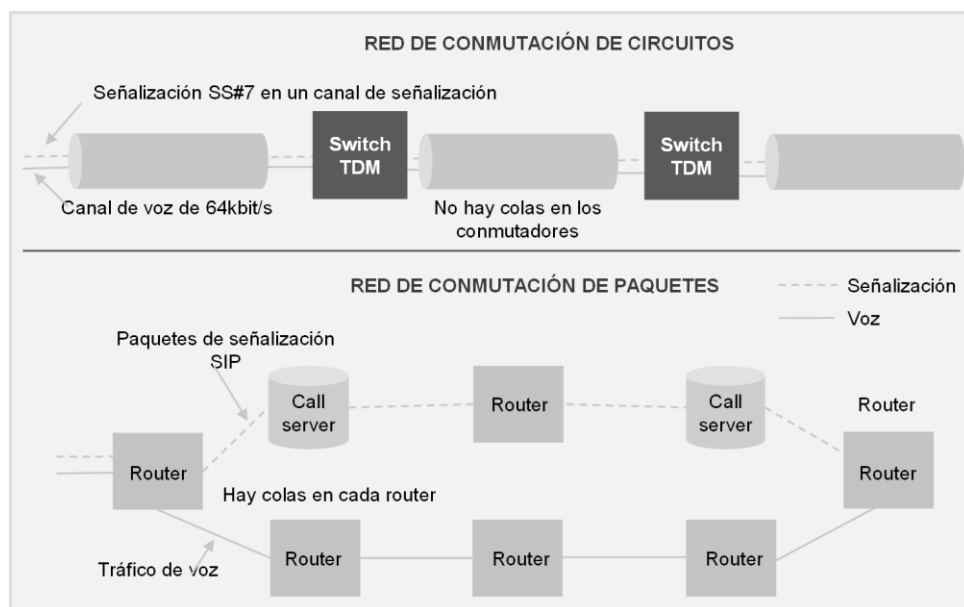 RED DE CONMUTACIÓN DE CIRCUITOS
Señalización SS#7 en un canal de señalización
Switch
TDM
Switch
TDM
Canal de voz de 64kbit/s
No hay colas en los
conmutadores
RED DE CONMUTACIÓN DE PAQUETES
Señalización
Voz
Paquetes de señalización
SIP
Call
server
Router
Call
server
Router
Router
Router
Hay colas en cada router
Router
Router
Router
Tráfico de voz